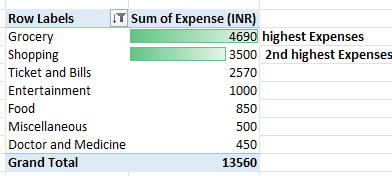 Row Labels Sum of Expense (INR)
Grocery 4690 highest Expenses
Shopping 3500 2nd highest Expenses
Ticket and Bills 2570
Entertainment 1000
Food 850
Miscellaneous 500
Doctor and Medicine 450
Grand Total 13560